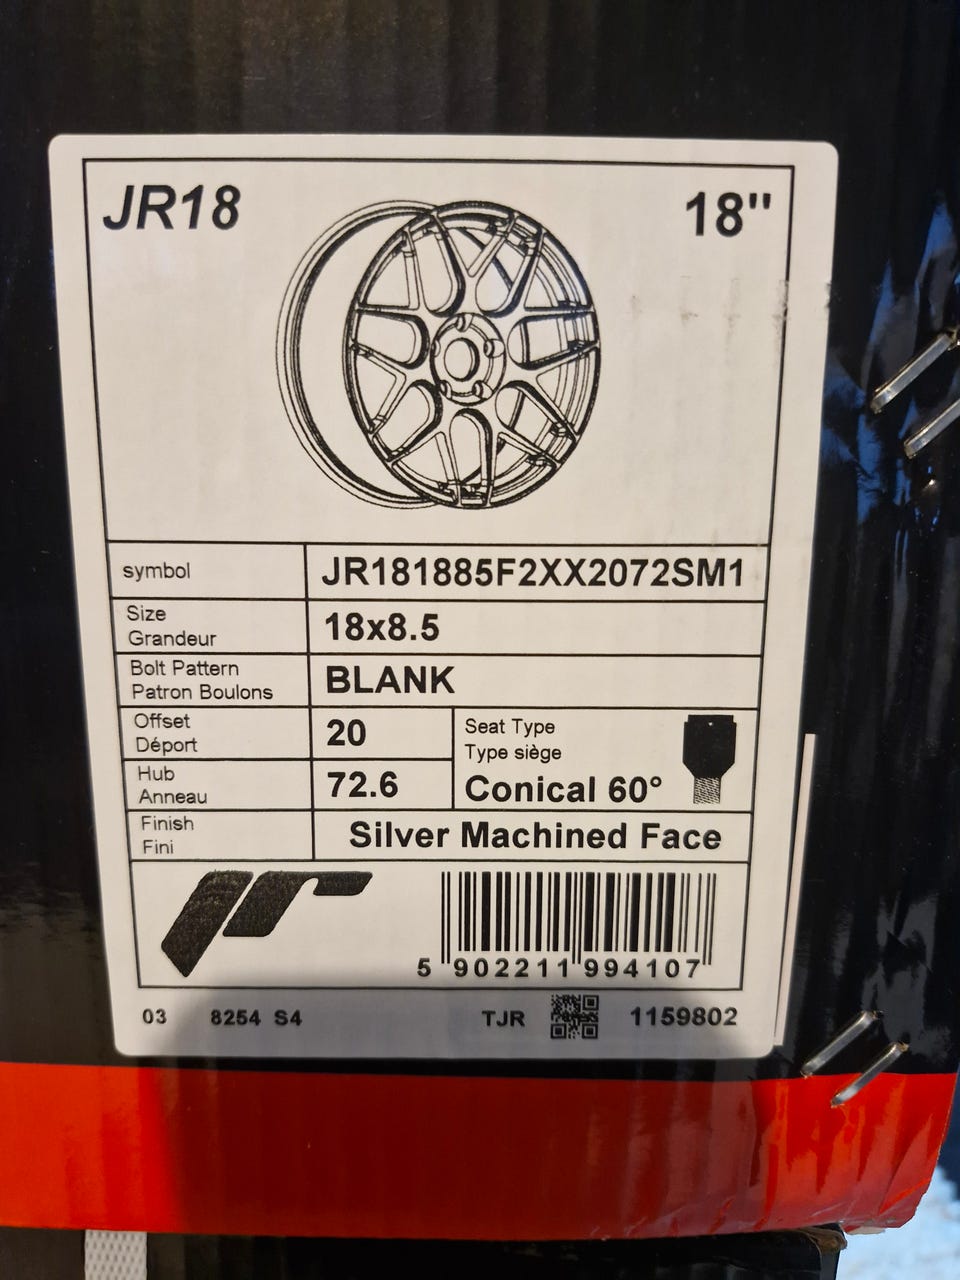 JR18
18"
symbol JR181885F2XX2072SM1
Size
Grandeur
18x8.5
Bolt Pattern
Patron Boulons
BLANK
Offset
Déport
20
Seat Type
Type siège
Conical 60°
Hub
Anneau
72.6
Finish
Fini
Silver Machined Face
JR
5 902211 994107
03 8254 S4 TJR 1159802